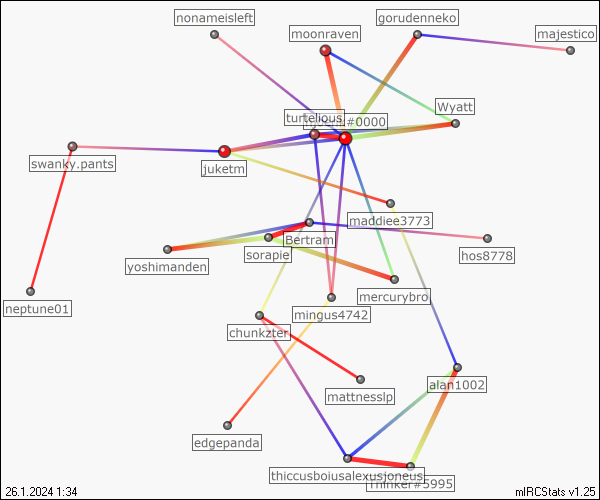 nonameisleft
gorudenneko
moonraven
majestico
Wyatt
turtelious
#0000
swanky.pants
juketm
maddiee3773
Bertram
sorapie
hos8778
yoshimanden
mercurybro
neptune01
mingus4742
chunkzter
alan1002
mattnesslp
edgepanda
thiccusboiusalexusjoneus
#5995
26.1.2024 1:34
mIRCStats v1.25